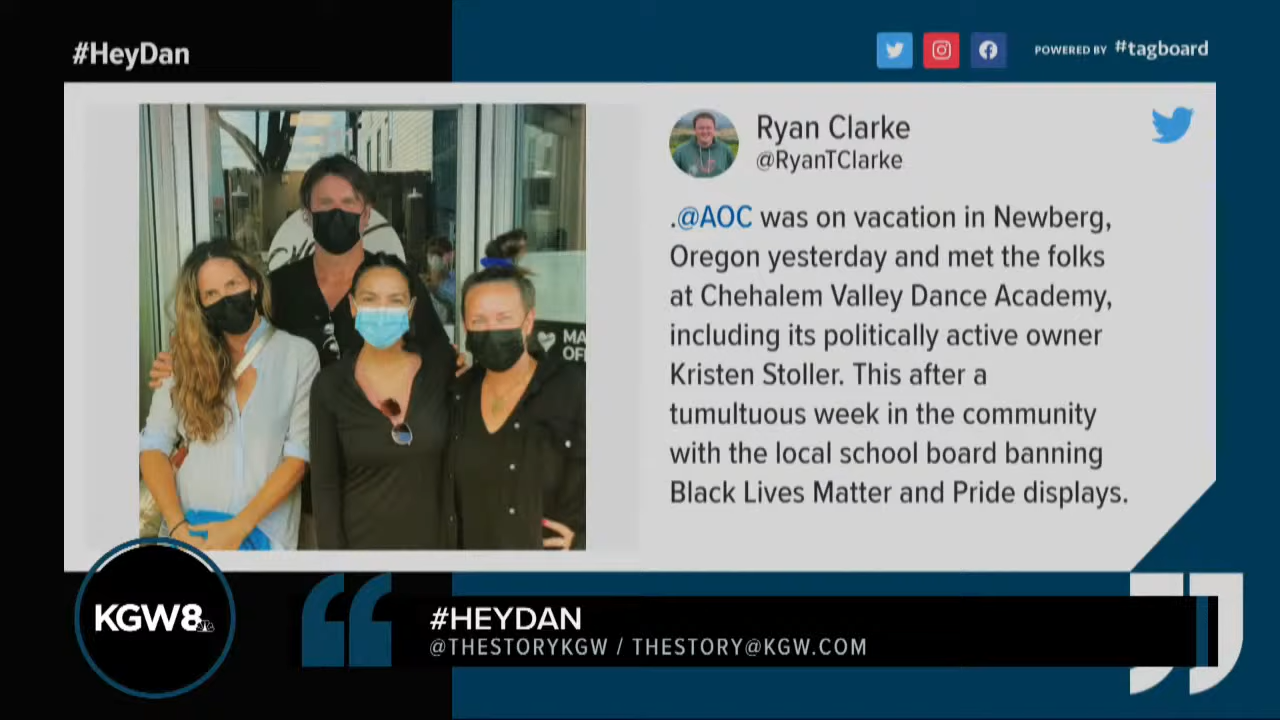 #HeyDan
POWERED BY #tagboard
Ryan Clarke
@RyanTClarke
.@AOC was on vacation in Newberg,
Oregon yesterday and met the folks
at Chehalem Valley Dance Academy,
including its politically active owner
Kristen Stoller. This after a
tumultuous week in the community
with the local school board banning
Black Lives Matter and Pride displays.
MA
OF
KGW8
#HEYDAN
@THESTORYKGW / THESTORY@KGW.COM